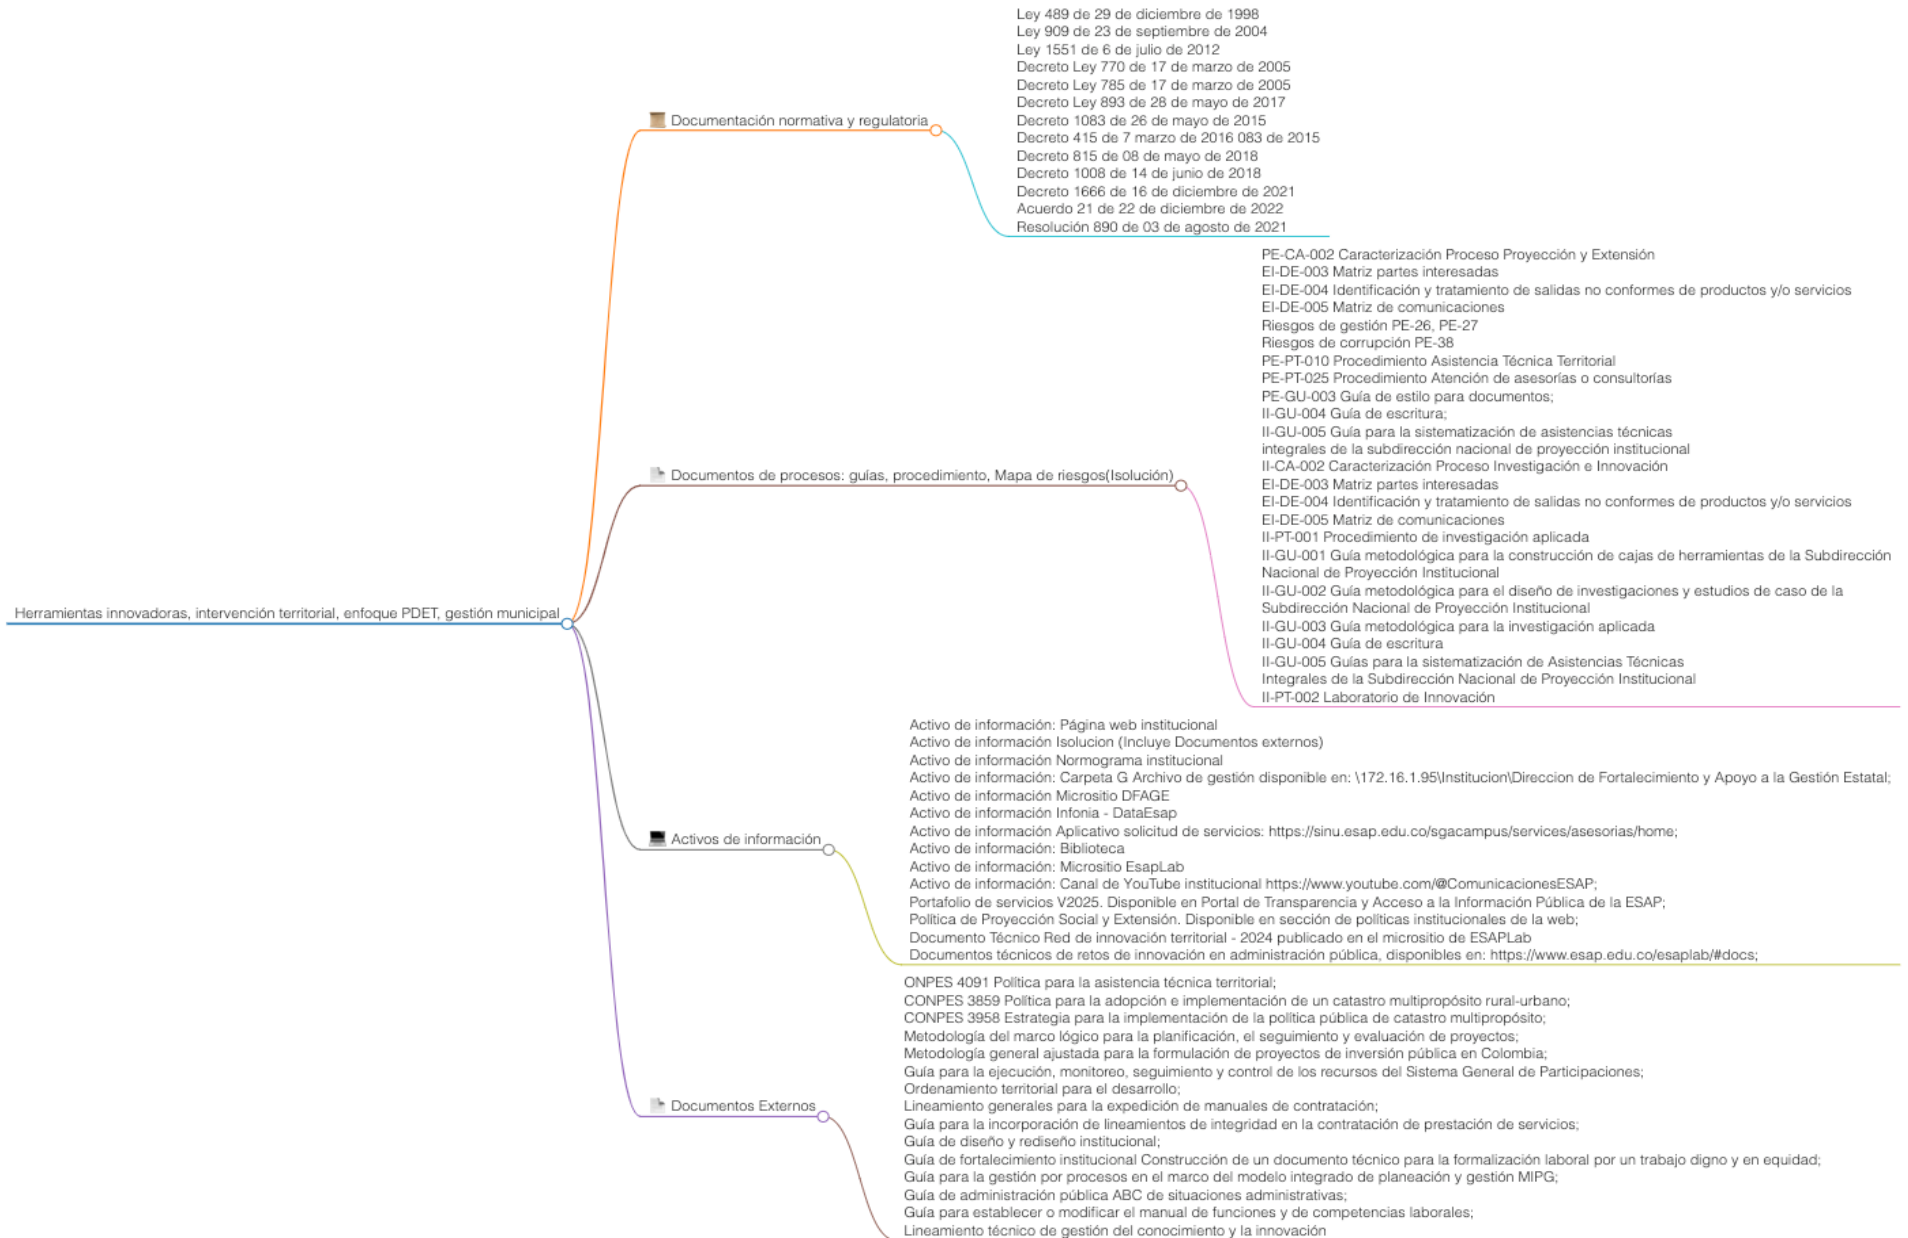 Herramientas innovadoras, intervención territorial, enfoque PDET, gestión municipal
Documentación normativa y regulatoria
Ley 489 de 29 de diciembre de 1998
Ley 909 de 23 de septiembre de 2004
Ley 1551 de 6 de julio de 2012
Decreto Ley 770 de 17 de marzo de 2005
Decreto Ley 785 de 17 de marzo de 2005
Decreto Ley 893 de 28 de mayo de 2017
Decreto 1083 de 26 de mayo de 2015
Decreto 415 de 7 marzo de 2016 083 de 2015
Decreto 815 de 08 de mayo de 2018
Decreto 1008 de 14 de junio de 2018
Decreto 1666 de 16 de diciembre de 2021
Acuerdo 21 de 22 de diciembre de 2022
Resolución 890 de 03 de agosto de 2021
Documentos de procesos: guías, procedimiento, Mapa de riesgos(Isolución)
PE-CA-002 Caracterización Proceso Proyección y Extensión
EI-DE-003 Matriz partes interesadas
EI-DE-004 Identificación y tratamiento de salidas no conformes de productos y/o servicios
EI-DE-005 Matriz de comunicaciones
Riesgos de gestión PE-26, PE-27
Riesgos de corrupción PE-38
PE-PT-010 Procedimiento Asistencia Técnica Territorial
PE-PT-025 Procedimiento Atención de asesorías o consultorías
PE-GU-003 Guía de estilo para documentos;
II-GU-004 Guía de escritura;
II-GU-005 Guía para la sistematización de asistencias técnicas
integrales de la subdirección nacional de proyección institucional
II-CA-002 Caracterización Proceso Investigación e Innovación
EI-DE-003 Matriz partes interesadas
EI-DE-004 Identificación y tratamiento de salidas no conformes de productos y/o servicios
EI-DE-005 Matriz de comunicaciones
II-PT-001 Procedimiento de investigación aplicada
II-GU-001 Guía metodológica para la construcción de cajas de herramientas de la Subdirección
Nacional de Proyección Institucional
II-GU-002 Guía metodológica para el diseño de investigaciones y estudios de caso de la
Subdirección Nacional de Proyección Institucional
II-GU-003 Guía metodológica para la investigación aplicada
II-GU-004 Guía de escritura
II-GU-005 Guías para la sistematización de Asistencias Técnicas
Integrales de la Subdirección Nacional de Proyección Institucional
II-PT-002 Laboratorio de Innovación
Activos de información
Activo de información: Página web institucional
Activo de información Isolucion (Incluye Documentos externos)
Activo de información Normograma institucional
Activo de información: Carpeta G Archivo de gestión disponible en: \172.16.1.95\Institucion\Direccion de Fortalecimiento y Apoyo a la Gestión Estatal;
Activo de información Micrositio DFAGE
Activo de información Infonia - DataEsap
Activo de información Aplicativo solicitud de servicios: https://sinu.esap.edu.co/sgacampus/services/asesorias/home;
Activo de información: Biblioteca
Activo de información: Micrositio EsapLab
Activo de información: Canal de YouTube institucional https://www.youtube.com/@ComunicacionesESAP;
Portafolio de servicios V2025. Disponible en Portal de Transparencia y Acceso a la Información Pública de la ESAP;
Política de Proyección Social y Extensión. Disponible en sección de políticas institucionales de la web;
Documento Técnico Red de innovación territorial - 2024 publicado en el micrositio de ESAPLab
Documentos técnicos de retos de innovación en administración pública, disponibles en: https://www.esap.edu.co/esaplab/#docs;
Documentos Externos
ONPES 4091 Política para la asistencia técnica territorial;
CONPES 3859 Política para la adopción e implementación de un catastro multipropósito rural-urbano;
CONPES 3958 Estrategia para la implementación de la política pública de catastro multipropósito;
Metodología del marco lógico para la planificación, el seguimiento y evaluación de proyectos;
Metodología general ajustada para la formulación de proyectos de inversión pública en Colombia;
Guía para la ejecución, monitoreo, seguimiento y control de los recursos del Sistema General de Participaciones;
Ordenamiento territorial para el desarrollo;
Lineamiento generales para la expedición de manuales de contratación;
Guía para la incorporación de lineamientos de integridad en la contratación de prestación de servicios;
Guía de diseño y rediseño institucional;
Guía de fortalecimiento institucional Construcción de un documento técnico para la formalización laboral por un trabajo digno y en equidad;
Guía para la gestión por procesos en el marco del modelo integrado de planeación y gestión MIPG;
Guía de administración pública ABC de situaciones administrativas;
Guía para establecer o modificar el manual de funciones y de competencias laborales;
Lineamiento técnico de gestión del conocimiento y la innovación